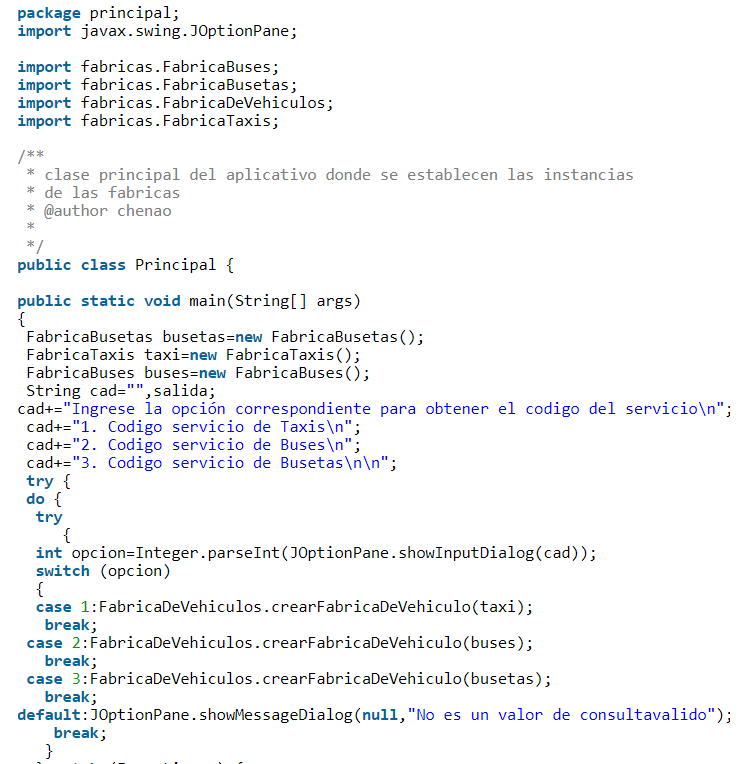 package principal;
import javax.swing.JOptionPane;
import fabricas.FabricaBuses;
import fabricas.FabricaBusetas;
import fabricas.FabricaDeVehiculos;
import fabricas.FabricaTaxis;
/**
* clase principal del aplicativo donde se establecen las instancias
* de las fabricas
* @author chenao
*
*/
public class Principal {
public static void main(String[] args)
{
FabricaBusetas busetas=new FabricaBusetas();
FabricaTaxis taxi=new FabricaTaxis();
FabricaBuses buses=new FabricaBuses();
String cad="",salida;
cad+="Ingrese la opción correspondiente para obtener el codigo del servicio\n";
cad+="1. Codigo servicio de Taxis\n";
cad+="2. Codigo servicio de Buses\n";
cad+="3. Codigo servicio de Busetas\n\n";
try {
do {
try
{
int opcion=Integer.parseInt(JOptionPane.showInputDialog(cad));
switch (opcion)
{
case 1:FabricaDeVehiculos.crearFabricaDeVehiculo(taxi);
break;
case 2:FabricaDeVehiculos.crearFabricaDeVehiculo(buses);
break;
case 3:FabricaDeVehiculos.crearFabricaDeVehiculo(busetas);
break;
default:JOptionPane.showMessageDialog(null,"No es un valor de consultavalido");
break;
}